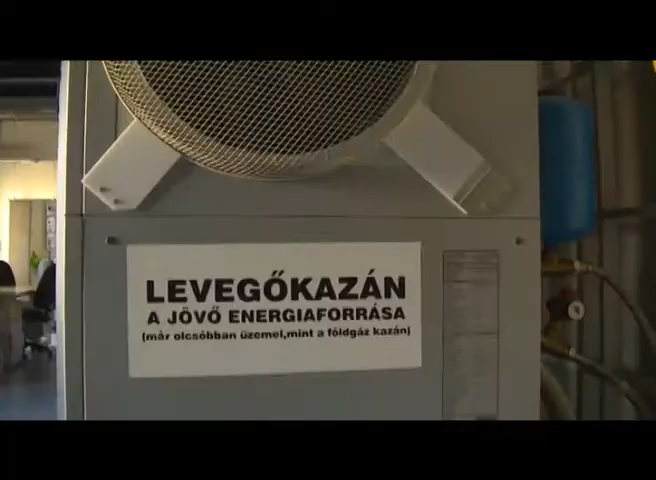 LEVEGŐKAZÁN
A JÖVŐ ENERGIAFORRÁSA
(már olcsóbban üzemel,mint a földgáz kazán)